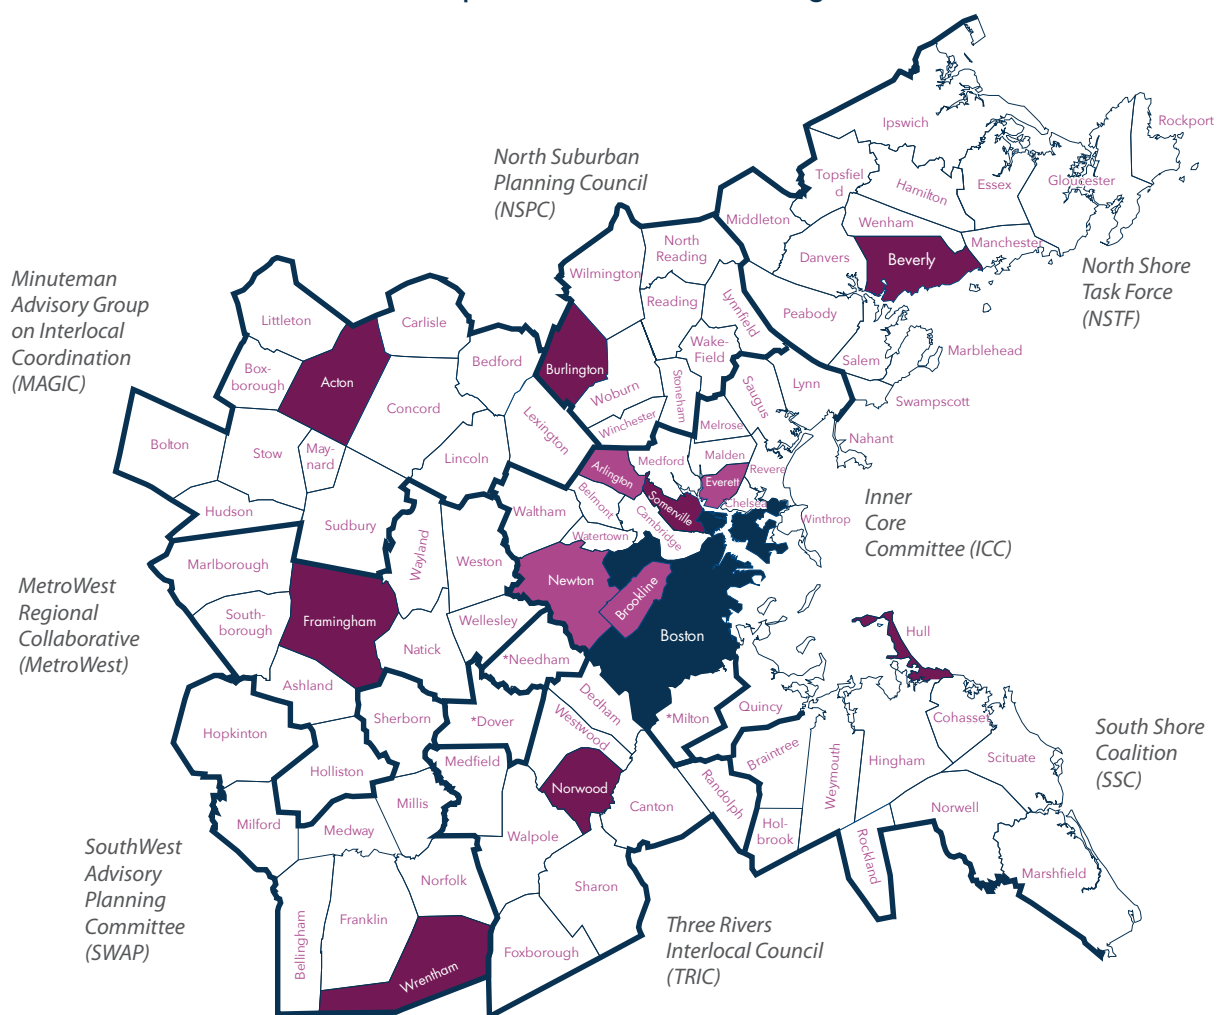 Ipswich
Rockport
North Suburban
Planning Council
(NSPC)
Topsfiel
d
Hamilton
Essex
Gloucester
Middleton
Wenham
Manchester
North
Reading
Danvers
Beverly
North Shore
Task Force
(NSTF)
Wilmington
Minuteman
Advisory Group
on Interlocal
Coordination
(MAGIC)
Reading
Lynnfield
Peabody
Littleton
Carlisle
Wake-
Field
Salem
Marblehead
Bedford
Burlington
Box-
borough
Acton
Woburn
Stoneham
Saugus
Lynn
Swampscott
Concord
Lexington
Winchester
Melrose
Nahant
Bolton
Stow
May-
nard
Lincoln
Arlington
Medford
Malden
Revere
Everett
Chelsea
Inner
Core
Committee (ICC)
Hudson
Sudbury
Waltham
Belmont
Somerville
Cambridge
Winthrop
Watertown
Marlborough
Wayland
Weston
Newton
Brookline
MetroWest
Regional
Collaborative
(MetroWest)
South-
borough
Framingham
Wellesley
Boston
Hull
Natick
*Needham
Ashland
Dedham
Sherborn
*Dover
Westwood
*Milton
Quincy
Cohasset
South Shore
Coalition
(SSC)
Hopkinton
Braintree
Weymouth
Hingham
Scituate
Holliston
Medfield
Norwood
Randolph
Millis
Canton
Norwell
Milford
Medway
Walpole
Hol-
brook
Rockland
SouthWest
Advisory
Planning
Committee
(SWAP)
Norfolk
Sharon
Marshfield
Bellingham
Franklin
Three Rivers
Interlocal Council
(TRIC)
Foxborough
Wrentham